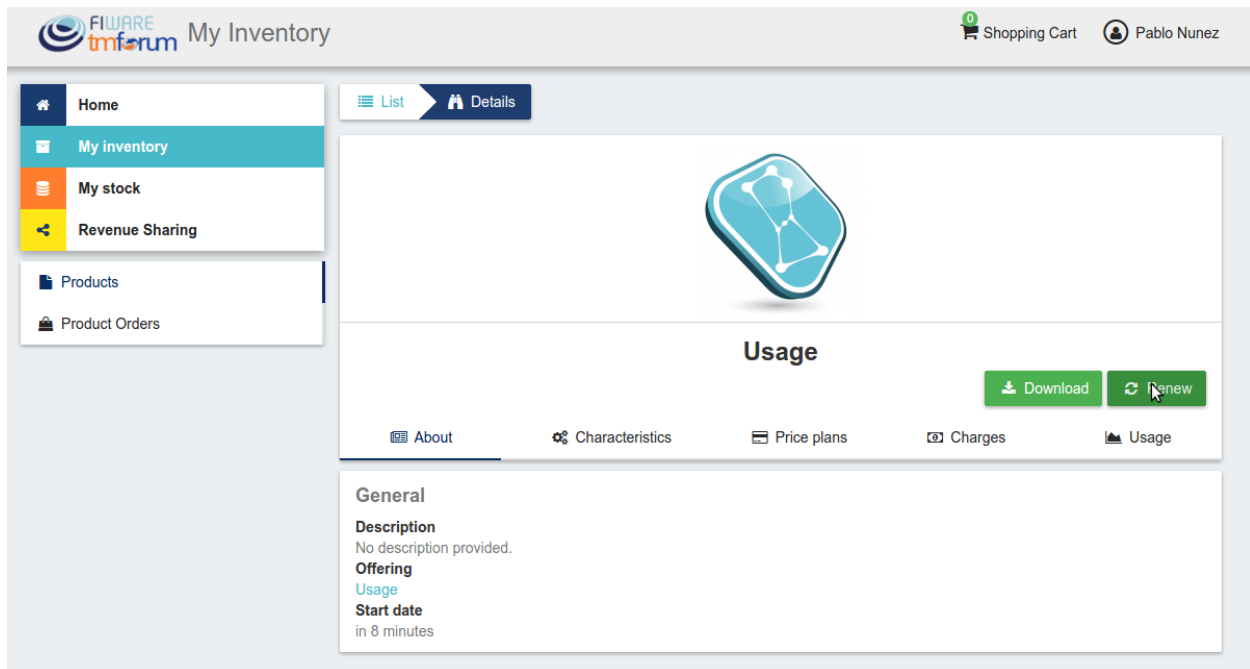 FIWARE
tmforum My Inventory
0
Shopping Cart
Pablo Nunez
Home
My inventory
My stock
Revenue Sharing
Products
Product Orders
List
Details
Usage
Download
Renew
About
Characteristics
Price plans
Charges
Usage
General
Description
No description provided.
Offering
Usage
Start date
in 8 minutes